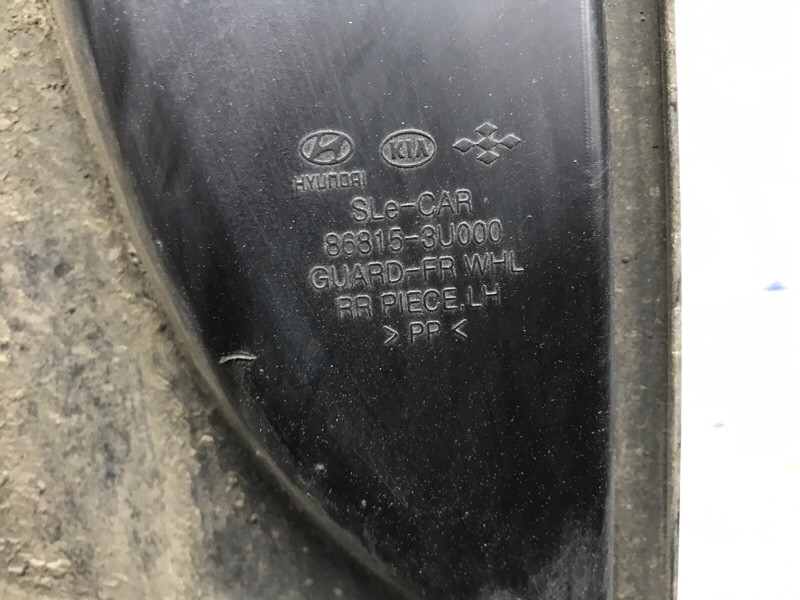 KIA
HYUNDAI
SLe-CAR
86815-3U000
GUARD-FR WHL
RR PIECE.LH
>PP<